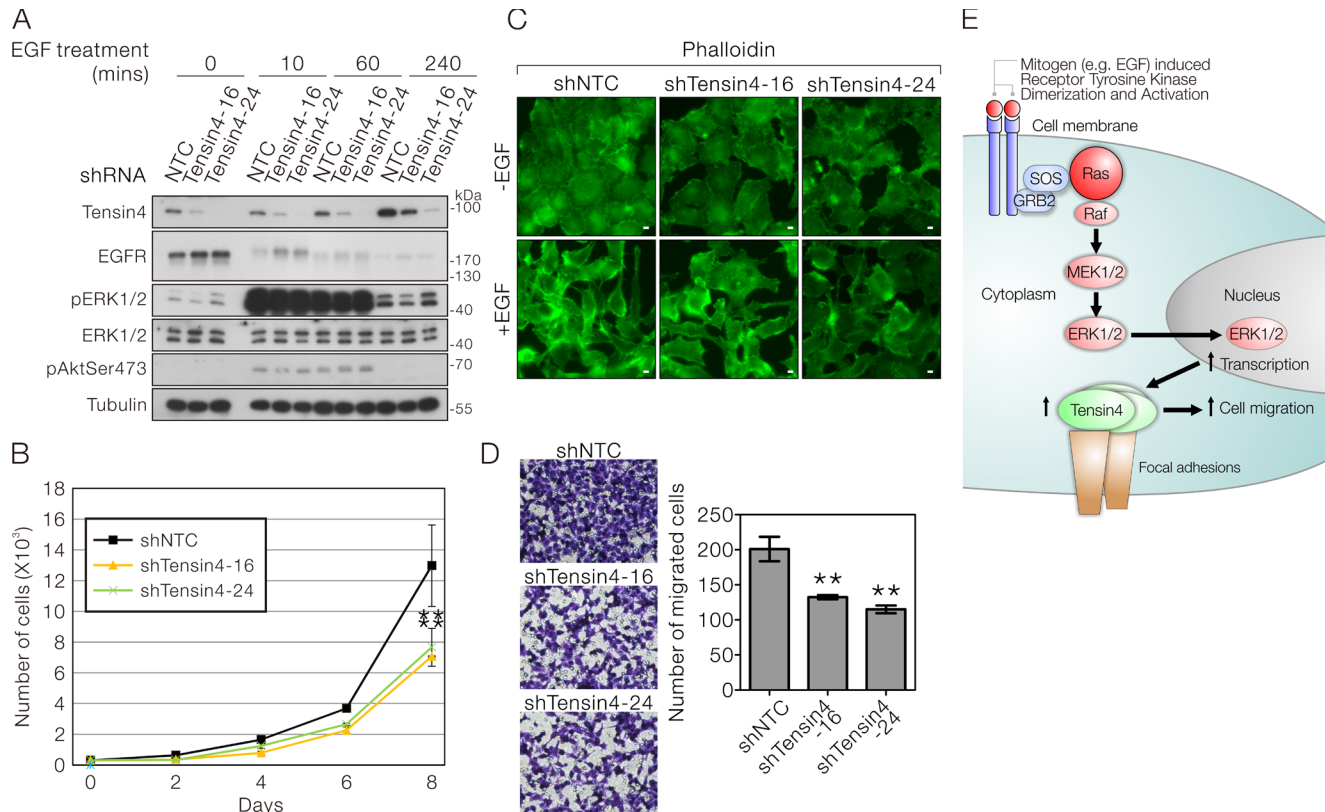 A
EGF treatment
(mins)
0 10 60 240
shRNA
NTC Tensin4-16 Tensin4-24 NTC Tensin4-16 Tensin4-24 NTC Tensin4-16 Tensin4-24 NTC Tensin4-16 Tensin4-24
kDa
Tensin4 -100
EGFR -170
-130
pERK1/2 -40
ERK1/2 -40
pAktSer473 -70
Tubulin -55
B
Number of cells (X10³)
18
16
14
12
10
8
6
4
2
0
shNTC
shTensin4-16
shTensin4-24
**
**
0 2 4 6 8
Days
C
Phalloidin
shNTC shTensin4-16 shTensin4-24
-EGF
+EGF
D
shNTC
shTensin4-16
shTensin4-24
Number of migrated cells
250
200
150
100
50
0
** **
shNTC
shTensin4
-16
shTensin4
-24
E
Mitogen (e.g. EGF) induced
Receptor Tyrosine Kinase
Dimerization and Activation
Cell membrane
SOS
Ras
GRB2
Raf
MEK1/2
Cytoplasm
Nucleus
ERK1/2 ERK1/2
Transcription
Tensin4
Cell migration
Focal adhesions